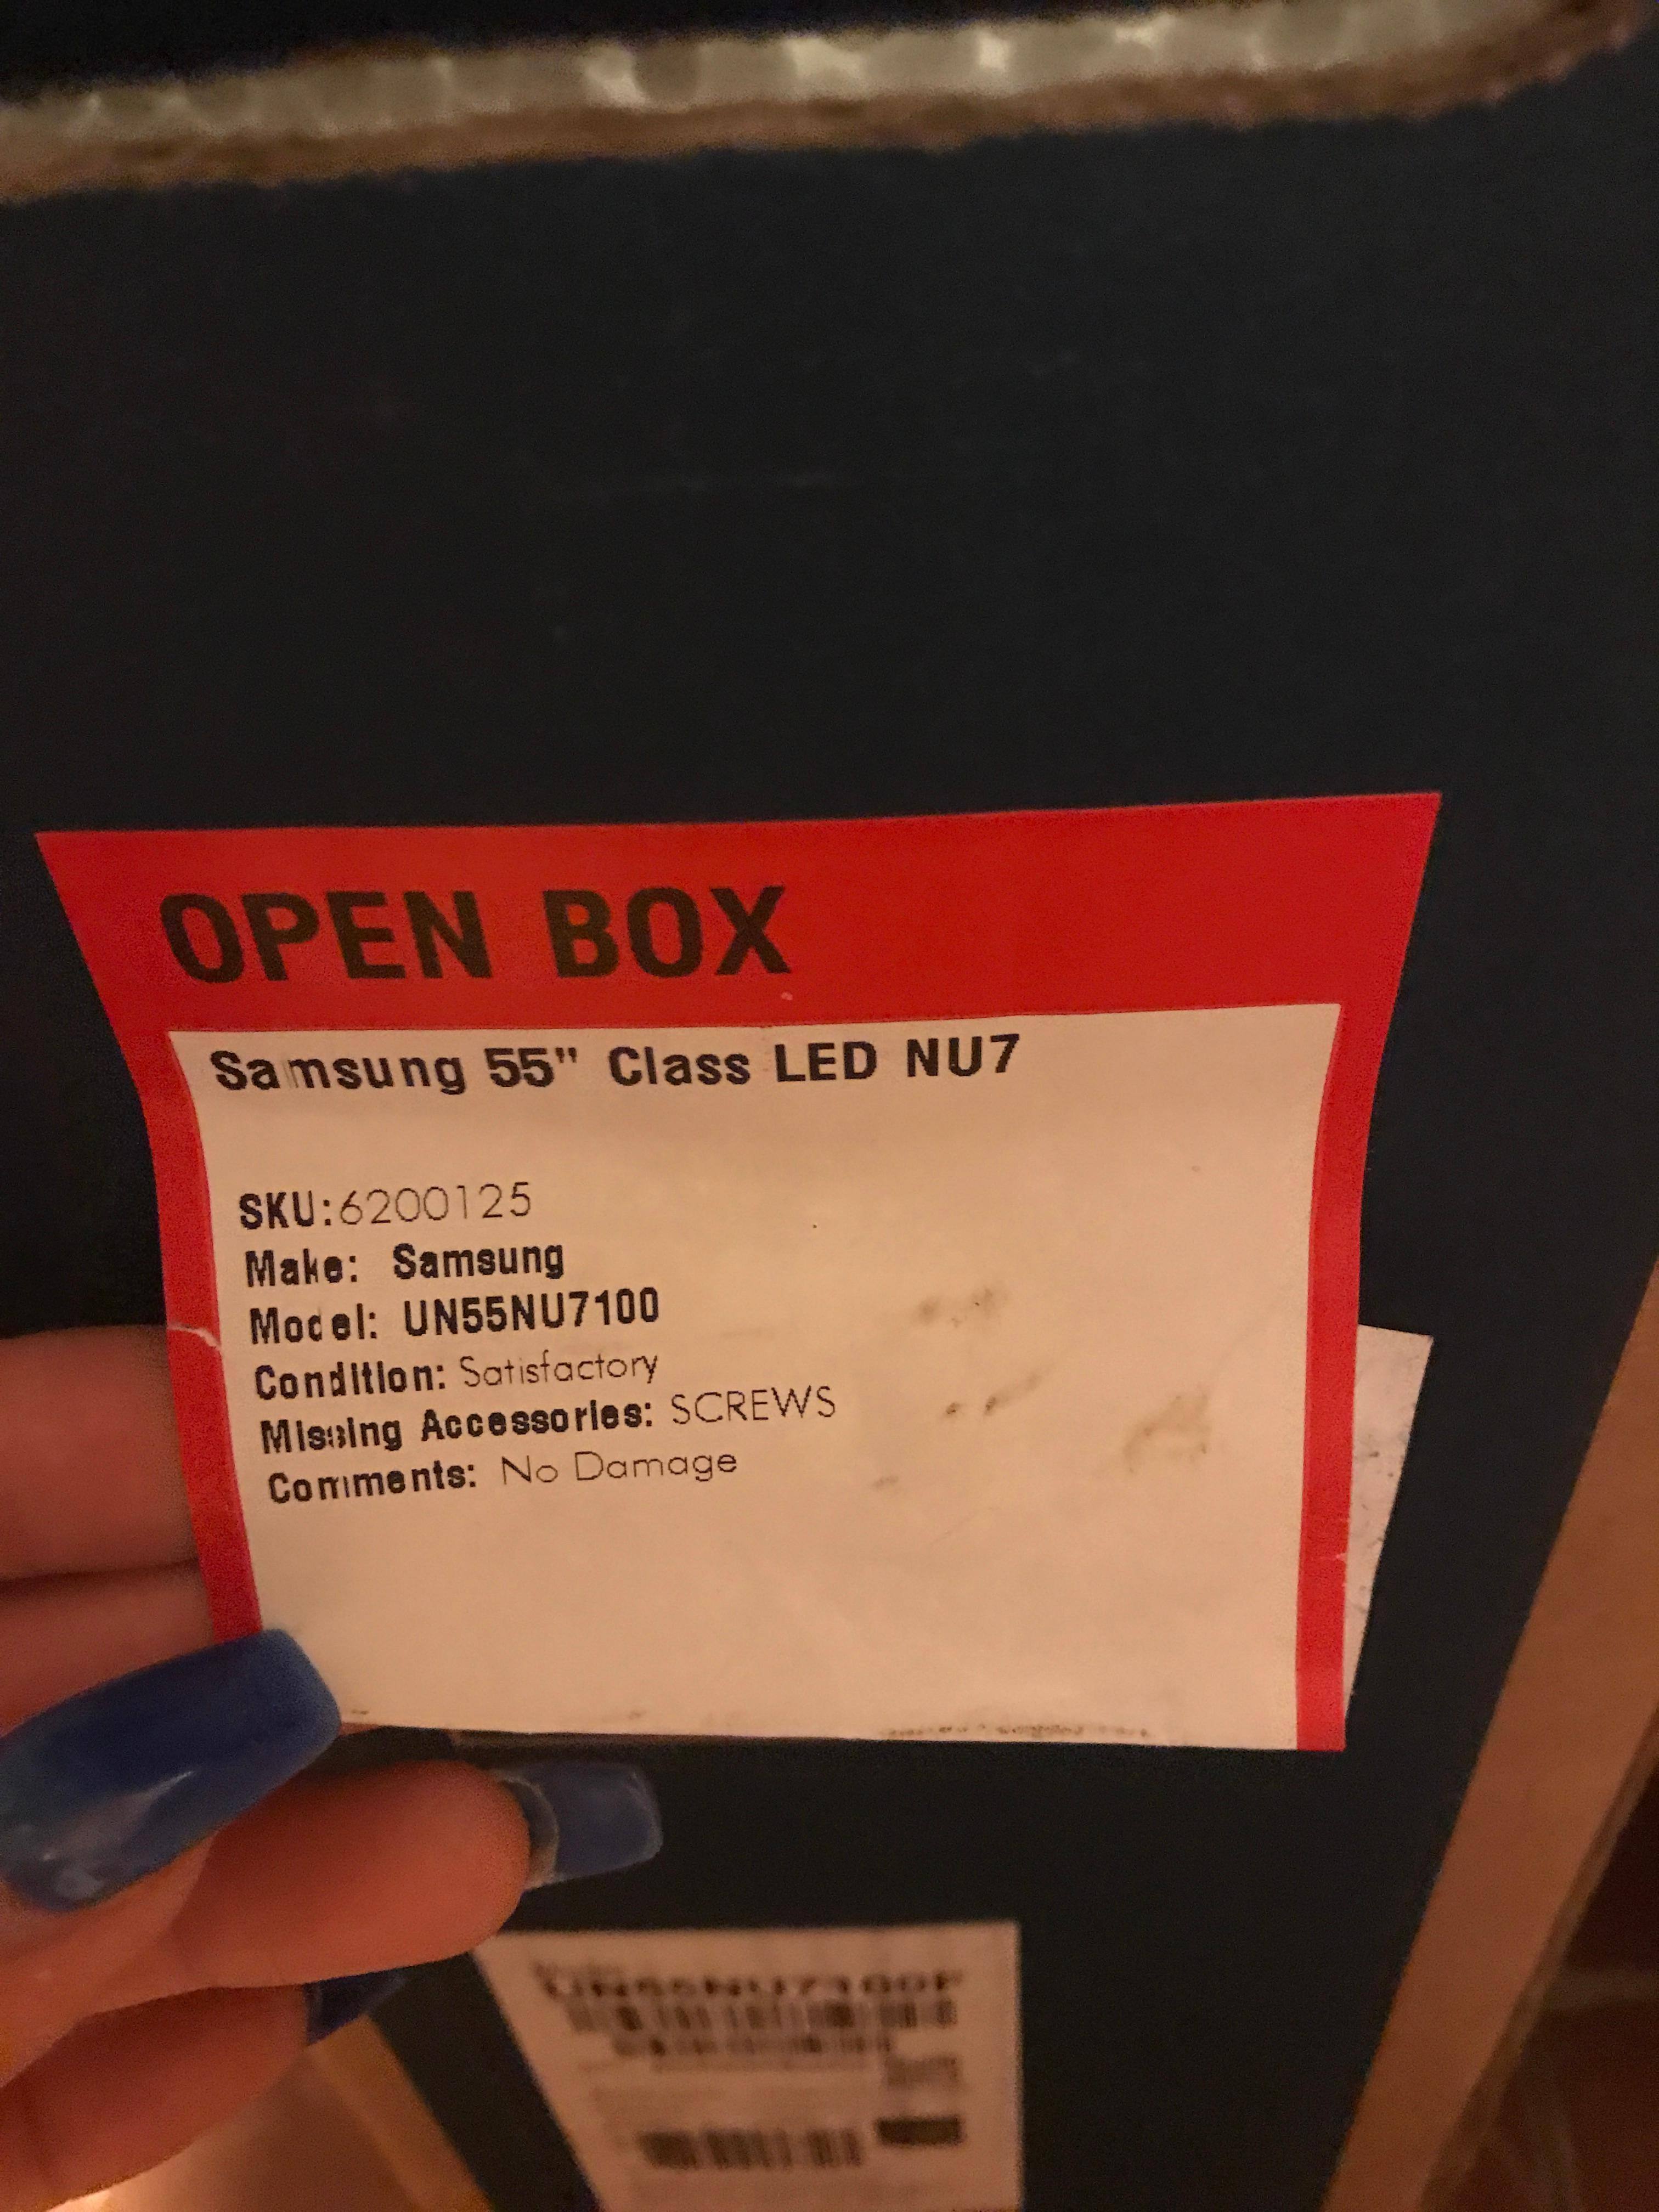 OPEN BOX
Samsung 55" Class LED NU7
SKU:6200125
Make: Samsung
Model: UN55NU7100
Condition: Satisfactory
Missing Accessories: SCREWS
Comments: No Damage
UN55NU7100F